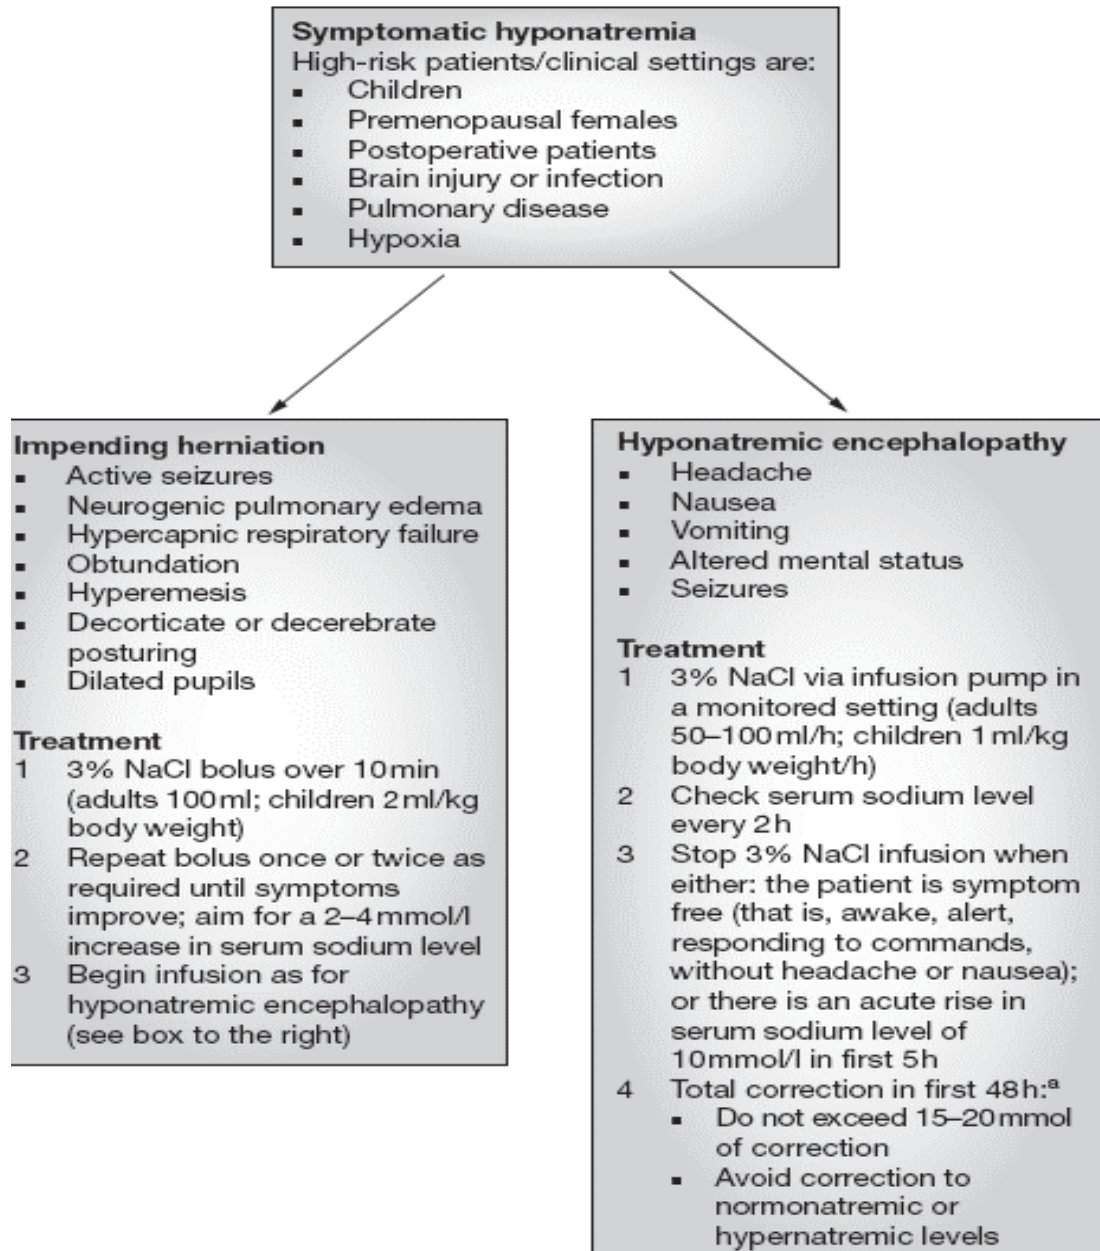 Symptomatic hyponatremia
High-risk patients/clinical settings are:
▪ Children
▪ Premenopausal females
▪ Postoperative patients
▪ Brain injury or infection
▪ Pulmonary disease
▪ Hypoxia
Impending herniation
▪ Active seizures
▪ Neurogenic pulmonary edema
▪ Hypercapnic respiratory failure
▪ Obtundation
▪ Hyperemesis
▪ Decorticate or decerebrate
posturing
▪ Dilated pupils
Treatment
1 3% NaCl bolus over 10 min
(adults 100 ml; children 2 ml/kg
body weight)
2 Repeat bolus once or twice as
required until symptoms
improve; aim for a 2–4 mmol/l
increase in serum sodium level
3 Begin infusion as for
hyponatremic encephalopathy
(see box to the right)
Hyponatremic encephalopathy
▪ Headache
▪ Nausea
▪ Vomiting
▪ Altered mental status
▪ Seizures
Treatment
1 3% NaCl via infusion pump in
a monitored setting (adults
50–100 ml/h; children 1 ml/kg
body weight/h)
2 Check serum sodium level
every 2 h
3 Stop 3% NaCl infusion when
either: the patient is symptom
free (that is, awake, alert,
responding to commands,
without headache or nausea);
or there is an acute rise in
serum sodium level of
10 mmol/l in first 5 h
4 Total correction in first 48 h:ª
▪ Do not exceed 15–20 mmol
of correction
▪ Avoid correction to
normonatremic or
hypernatremic levels